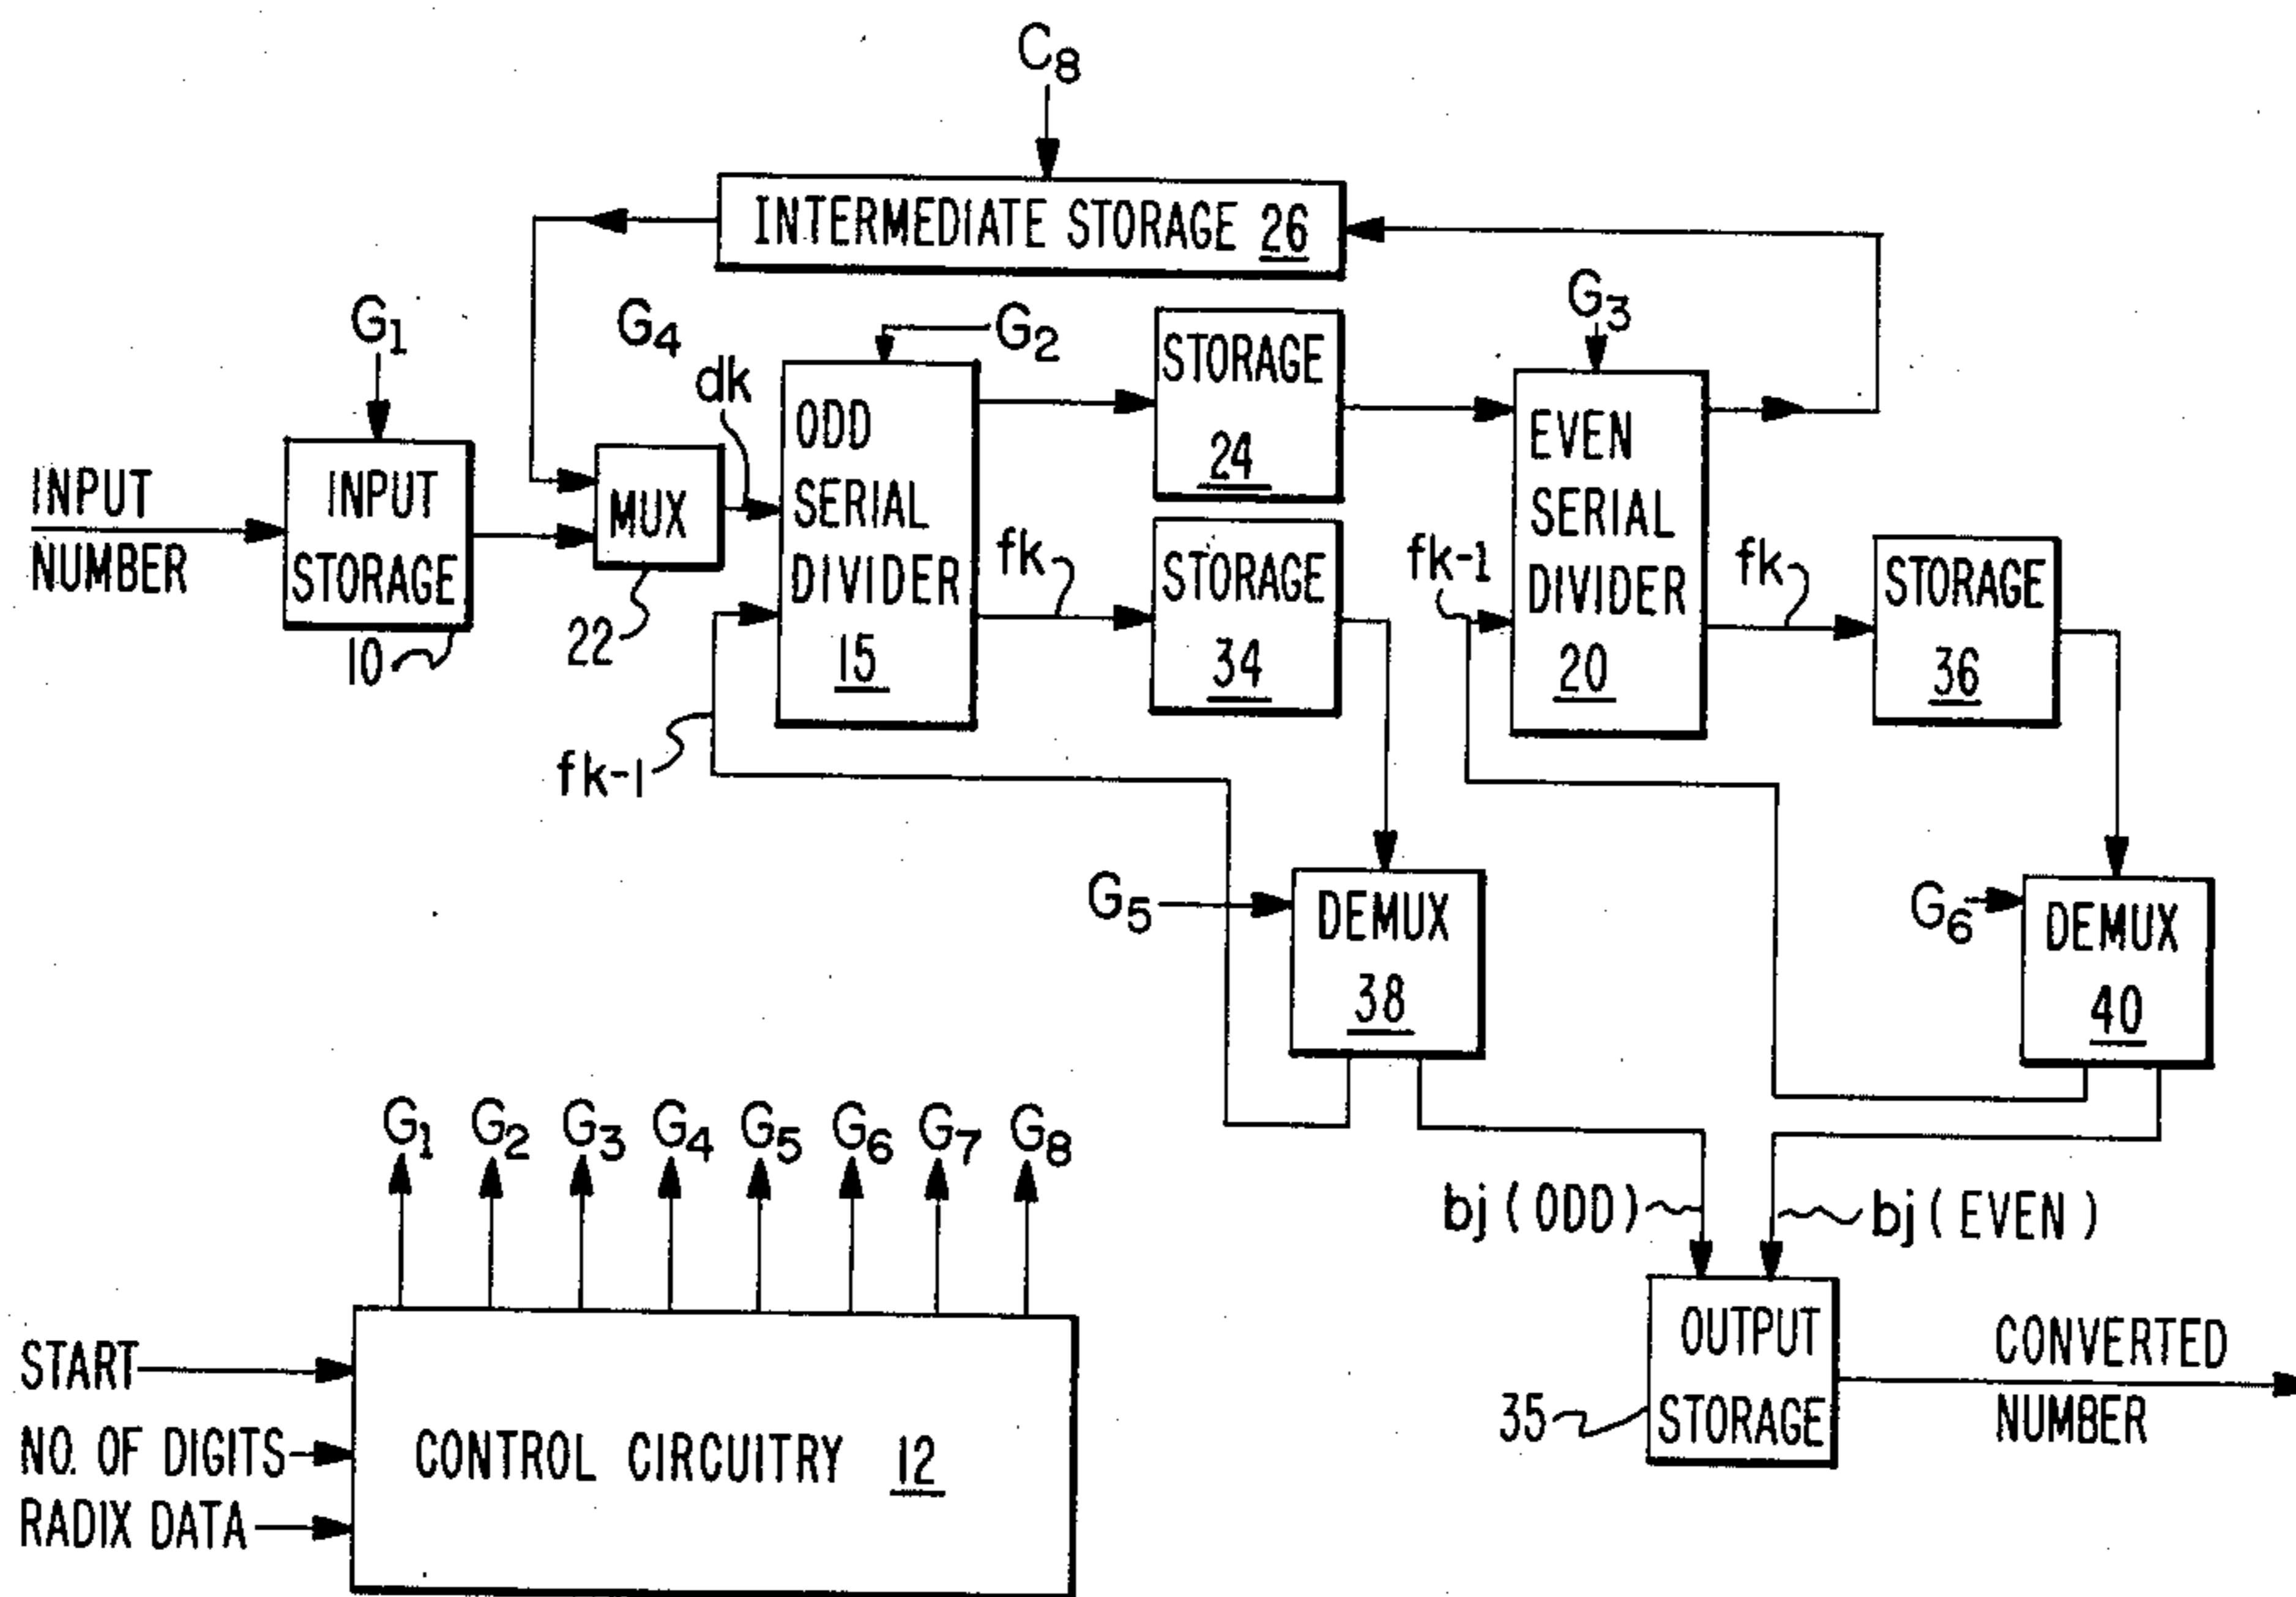 C8
INTERMEDIATE STORAGE 26
G1
G4
G2
G3
dk
INPUT
NUMBER
INPUT
STORAGE
10
MUX
22
ODD
SERIAL
DIVIDER
15
fk-1
STORAGE
24
fk
STORAGE
34
fk-1
EVEN
SERIAL
DIVIDER
20
fk
STORAGE
36
G5
DEMUX
38
G6
DEMUX
40
G1 G2 G3 G4 G5 G6 G7 G8
bj (ODD)
bj (EVEN)
START
NO. OF DIGITS
RADIX DATA
CONTROL CIRCUITRY 12
35
OUTPUT
STORAGE
CONVERTED
NUMBER